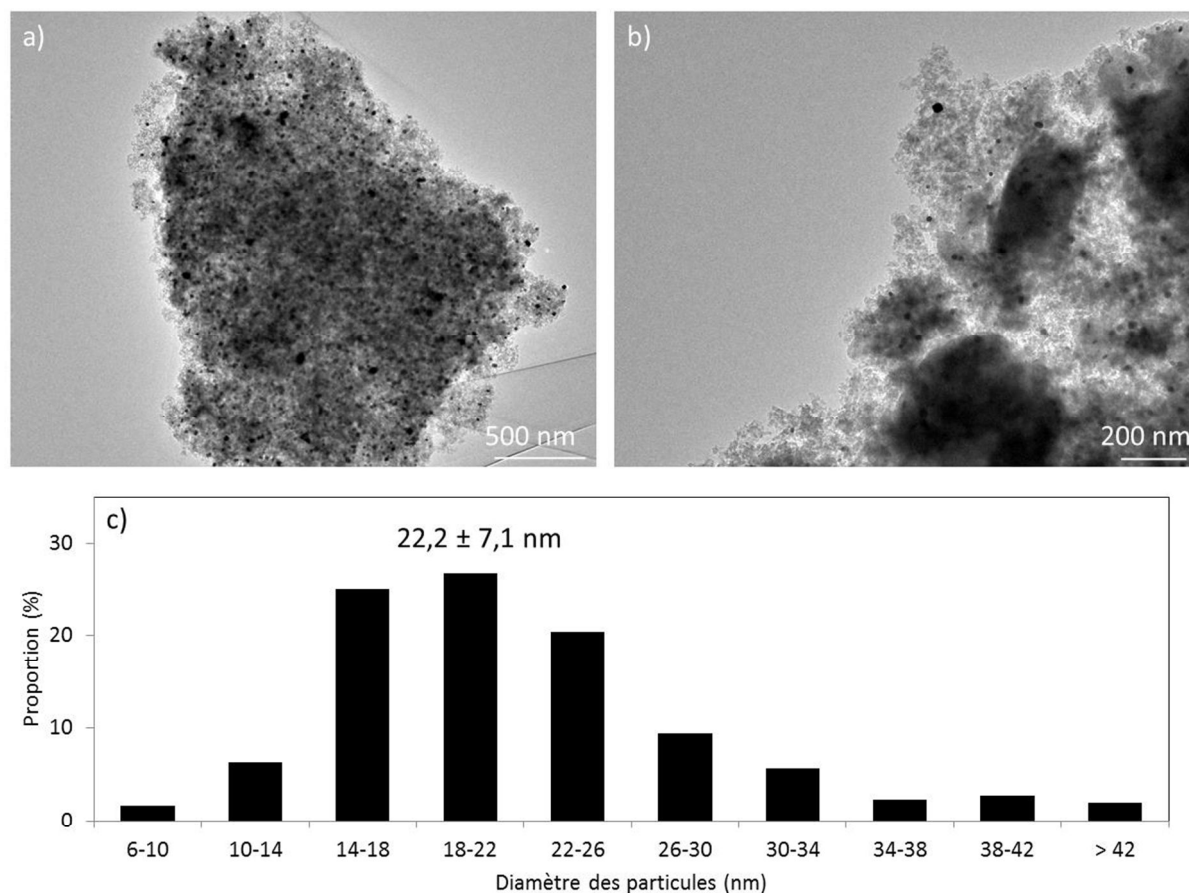 a)
500 nm
b)
200 nm
c)
22,2 ± 7,1 nm
Proportion (%)
30
20
10
0
6-10 10-14 14-18 18-22 22-26 26-30 30-34 34-38 38-42 > 42
Diamètre des particules (nm)